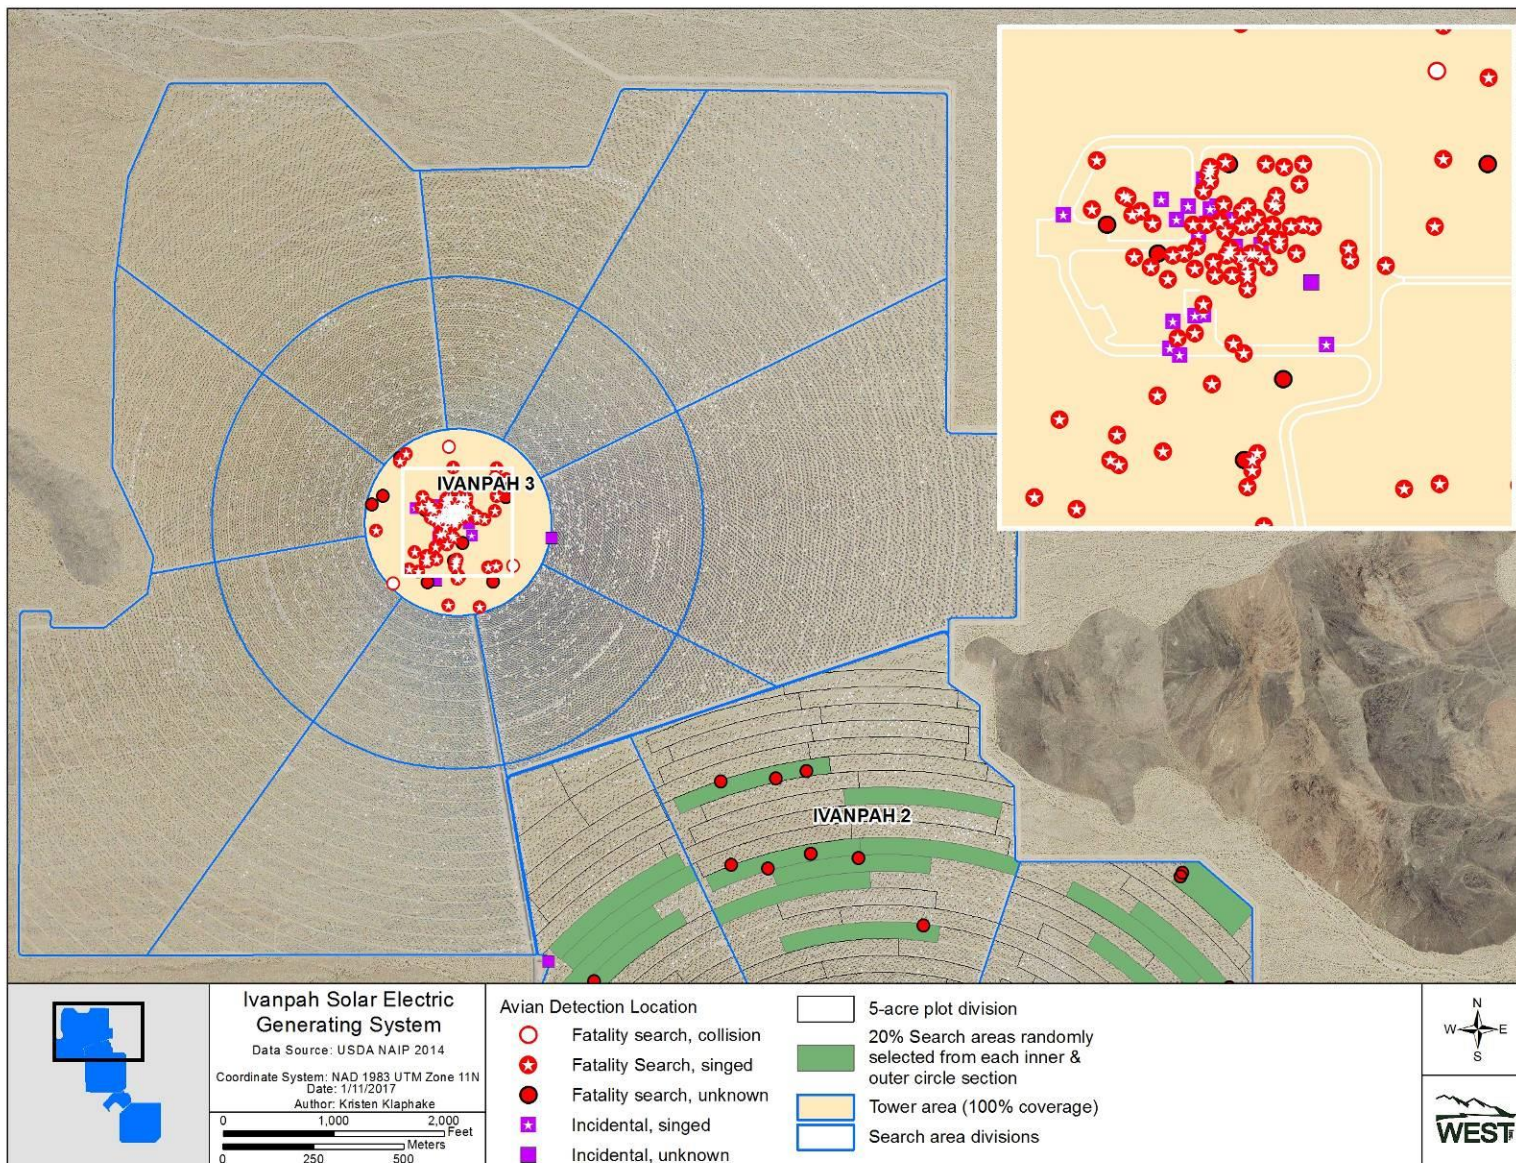 IVANPAH 3
IVANPAH 2
Ivanpah Solar Electric
Generating System
Data Source: USDA NAIP 2014
Coordinate System: NAD 1983 UTM Zone 11N
Date: 1/11/2017
Author: Kristen Klaphake
0 1,000 2,000
Feet
Meters
0 250 500
Avian Detection Location
Fatality search, collision
Fatality Search, singed
Fatality search, unknown
Incidental, singed
Incidental, unknown
5-acre plot division
20% Search areas randomly
selected from each inner &
outer circle section
Tower area (100% coverage)
Search area divisions
N
W E
S
WEST